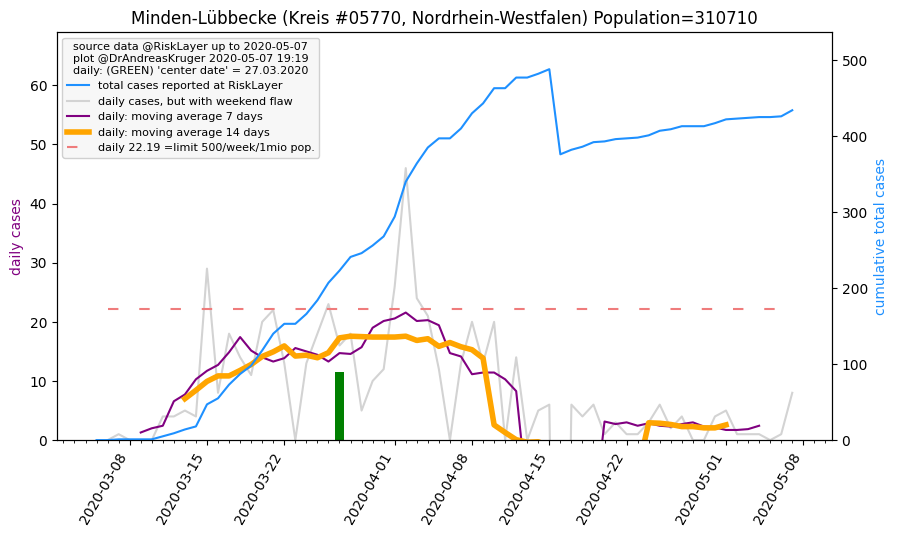 Minden-Lübbecke (Kreis #05770, Nordrhein-Westfalen) Population=310710
source data @RiskLayer up to 2020-05-07
plot @DrAndreasKruger 2020-05-07 19:19
daily: (GREEN) 'center date' = 27.03.2020
total cases reported at RiskLayer
daily cases, but with weekend flaw
daily: moving average 7 days
daily: moving average 14 days
daily 22.19 =limit 500/week/1mio pop.
daily cases
60
50
40
30
20
10
0
cumulative total cases
500
400
300
200
100
0
2020-03-08
2020-03-15
2020-03-22
2020-04-01
2020-04-08
2020-04-15
2020-04-22
2020-05-01
2020-05-08